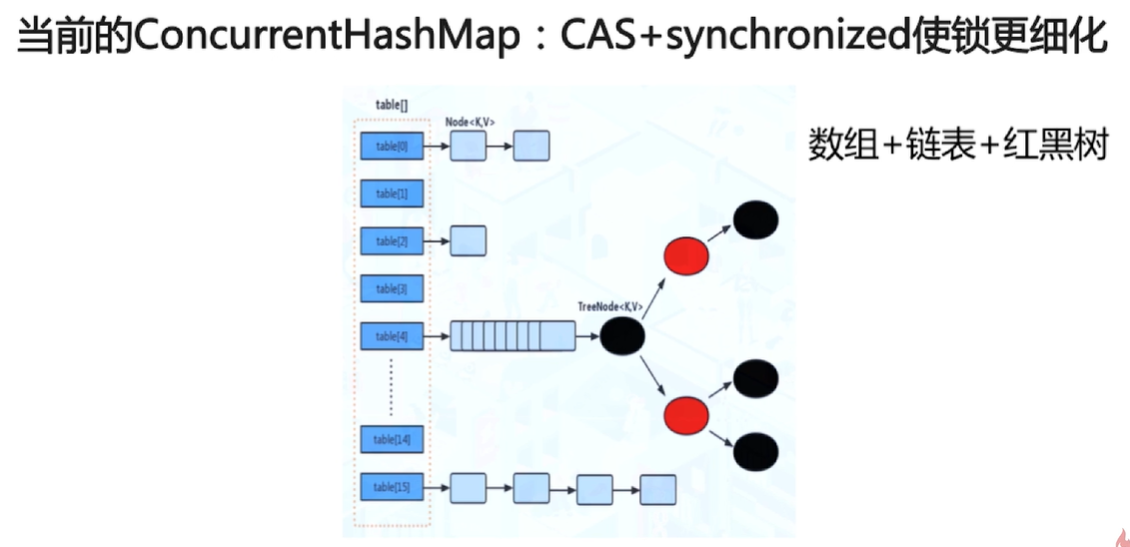 当前的ConcurrentHashMap：CAS+synchronized使锁更细化
数组+链表+红黑树
table[]
Node<K,V>
table[0]
table[1]
table[2]
table[3]
TreeNode<K,V>
table[4]
table[14]
table[15]